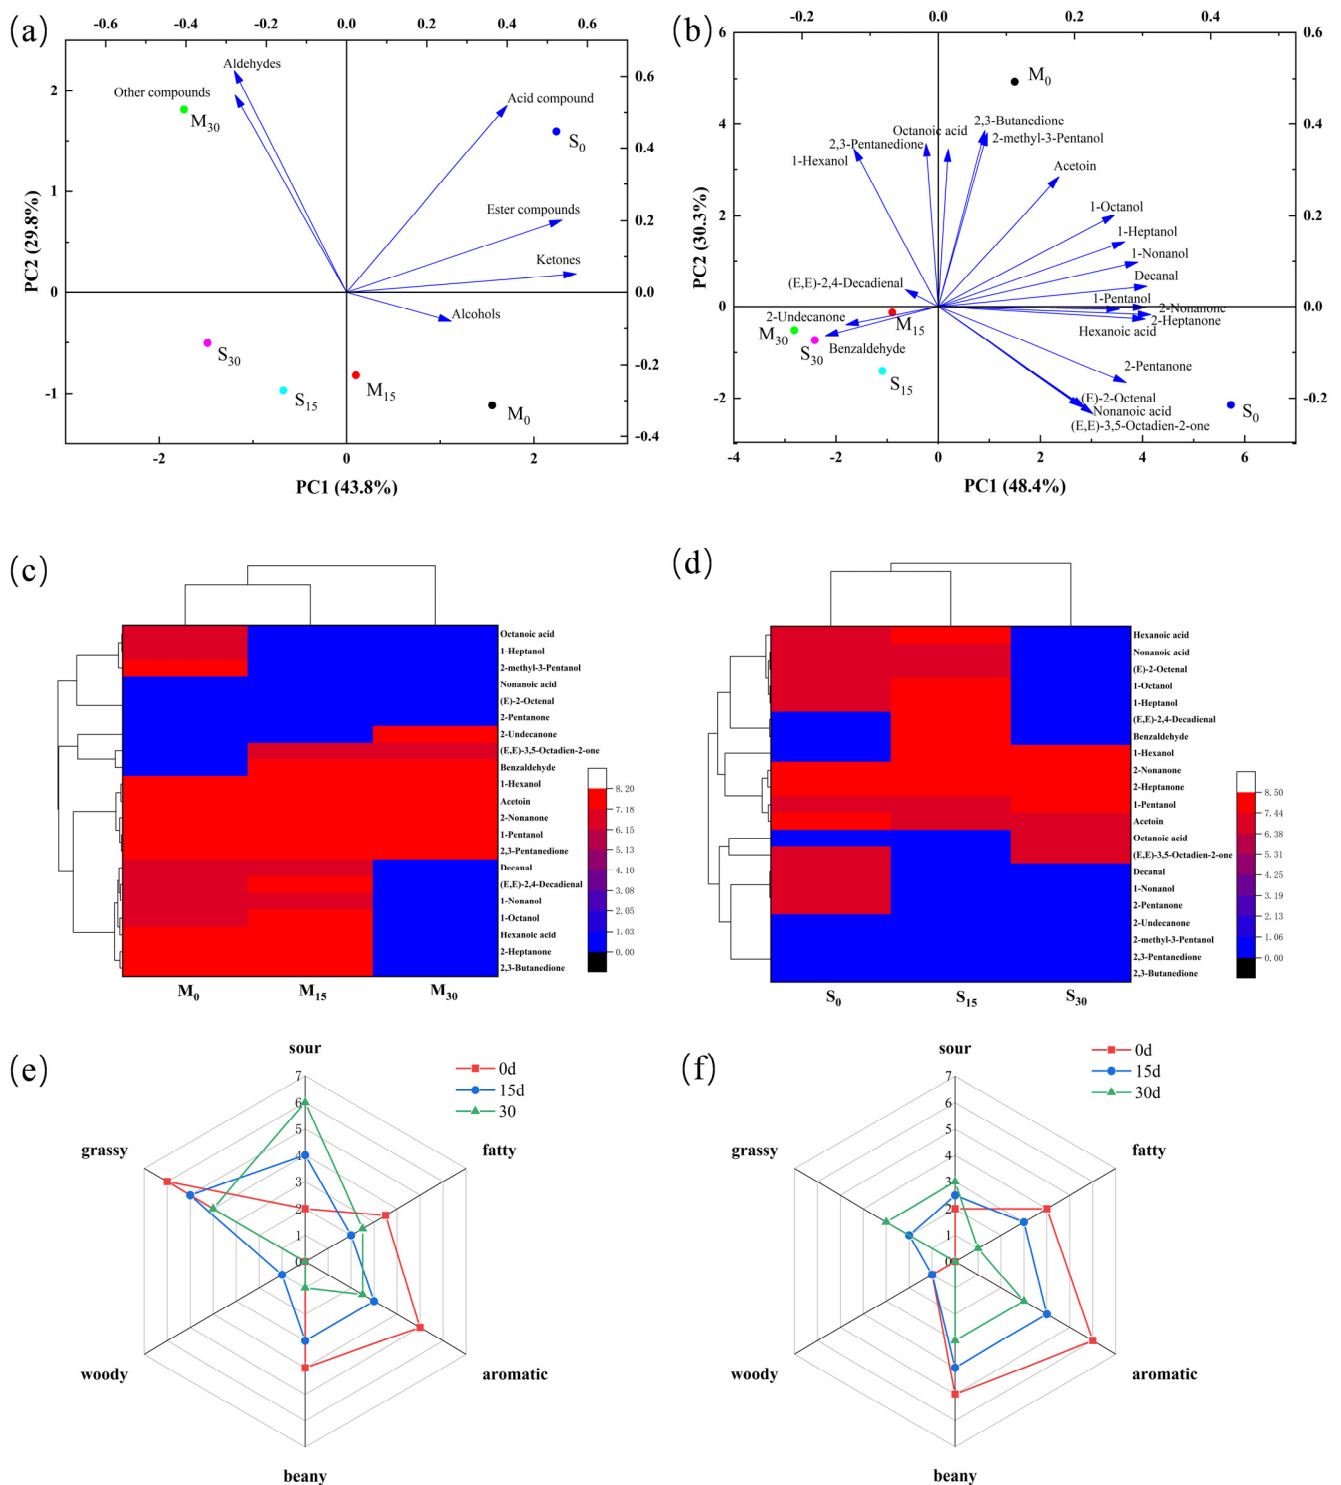 (a)
-0.6 -0.4 -0.2 0.0 0.2 0.4 0.6
Aldehydes
Other compounds
Acid compound
M30
S0
Ester compounds
Ketones
Alcohols
S30
S15
M15
M0
2
1
0
-1
0.6
0.4
0.2
0.0
-0.2
-0.4
-2 0 2
PC2 (29.8%)
PC1 (43.8%)
(b)
-0.2 0.0 0.2 0.4
M0
2,3-Butanedione
Octanoic acid
2-methyl-3-Pentanol
2,3-Pentanedione
1-Hexanol
Acetoin
1-Octanol
1-Heptanol
1-Nonanol
Decanal
(E,E)-2,4-Decadienal
1-Pentanol
2-Nonanone
2-Heptanone
Hexanoic acid
2-Undecanone
M15
M30
S30
Benzaldehyde
S15
2-Pentanone
(E)-2-Octenal
Nonanoic acid
(E,E)-3,5-Octadien-2-one
S0
6
4
2
0
-2
0.6
0.4
0.2
0.0
-0.2
-4 -2 0 2 4 6
PC2 (30.3%)
PC1 (48.4%)
(c)
Octanoic acid
1-Heptanol
2-methyl-3-Pentanol
Nonanoic acid
(E)-2-Octenal
2-Pentanone
2-Undecanone
(E,E)-3,5-Octadien-2-one
Benzaldehyde
1-Hexanol
Acetoin
2-Nonanone
1-Pentanol
2,3-Pentanedione
Decanal
(E,E)-2,4-Decadienal
1-Nonanol
1-Octanol
Hexanoic acid
2-Heptanone
2,3-Butanedione
M0 M15 M30
8.20
7.18
6.15
5.13
4.10
3.08
2.05
1.03
0.00
(d)
Hexanoic acid
Nonanoic acid
(E)-2-Octenal
1-Octanol
1-Heptanol
(E,E)-2,4-Decadienal
Benzaldehyde
1-Hexanol
2-Nonanone
2-Heptanone
1-Pentanol
Acetoin
Octanoic acid
(E,E)-3,5-Octadien-2-one
Decanal
1-Nonanol
2-Pentanone
2-Undecanone
2-methyl-3-Pentanol
2,3-Pentanedione
2,3-Butanedione
S0 S15 S30
8.50
7.44
6.38
5.31
4.25
3.19
2.13
1.06
0.00
(e)
sour
0d
15d
30
7
6
5
4
3
2
1
0
grassy
fatty
woody
aromatic
beany
(f)
sour
0d
15d
30d
7
6
5
4
3
2
1
0
grassy
fatty
woody
aromatic
beany